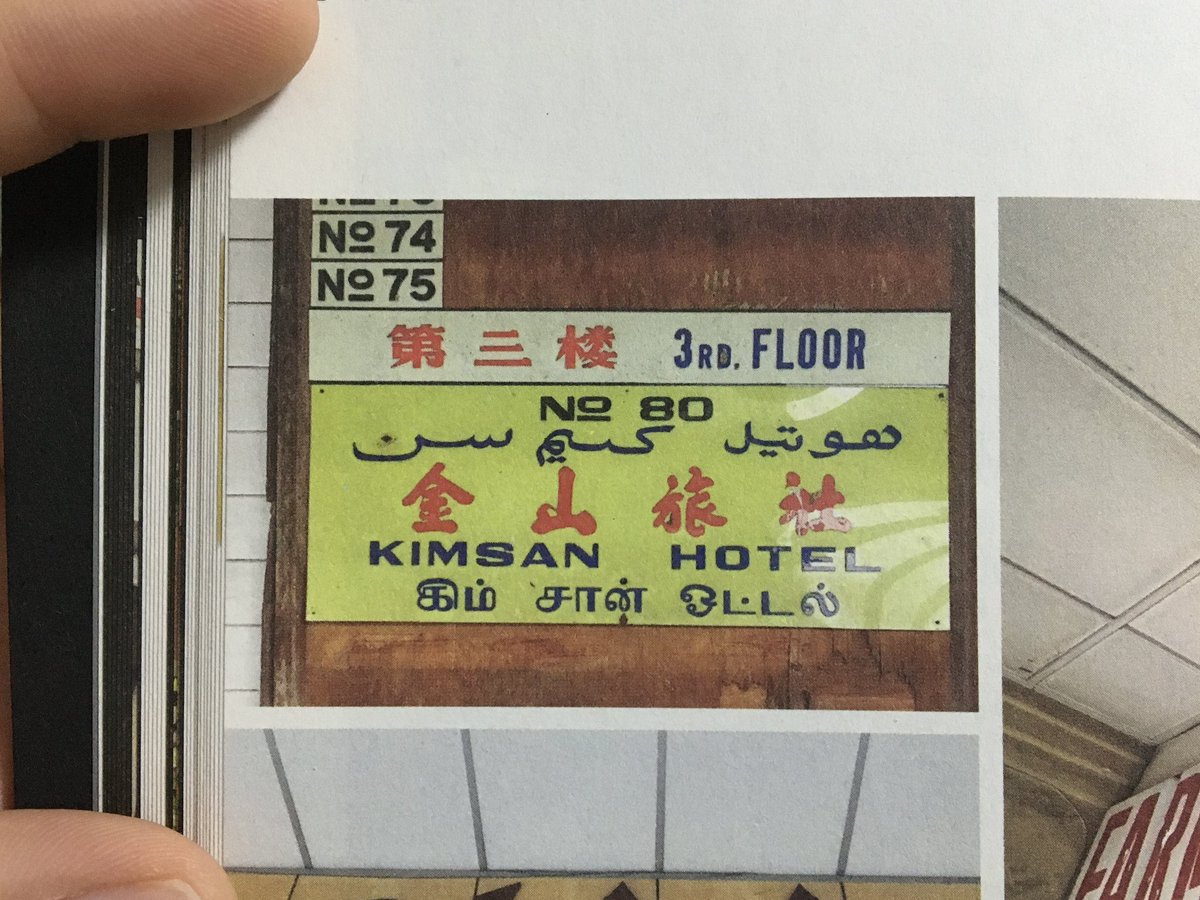 No 74
No 75
第三楼 3RD. FLOOR
No 80
هوتيل كيم سن
金山旅社
KIMSAN HOTEL
கிம் சான் ஓட்டல்